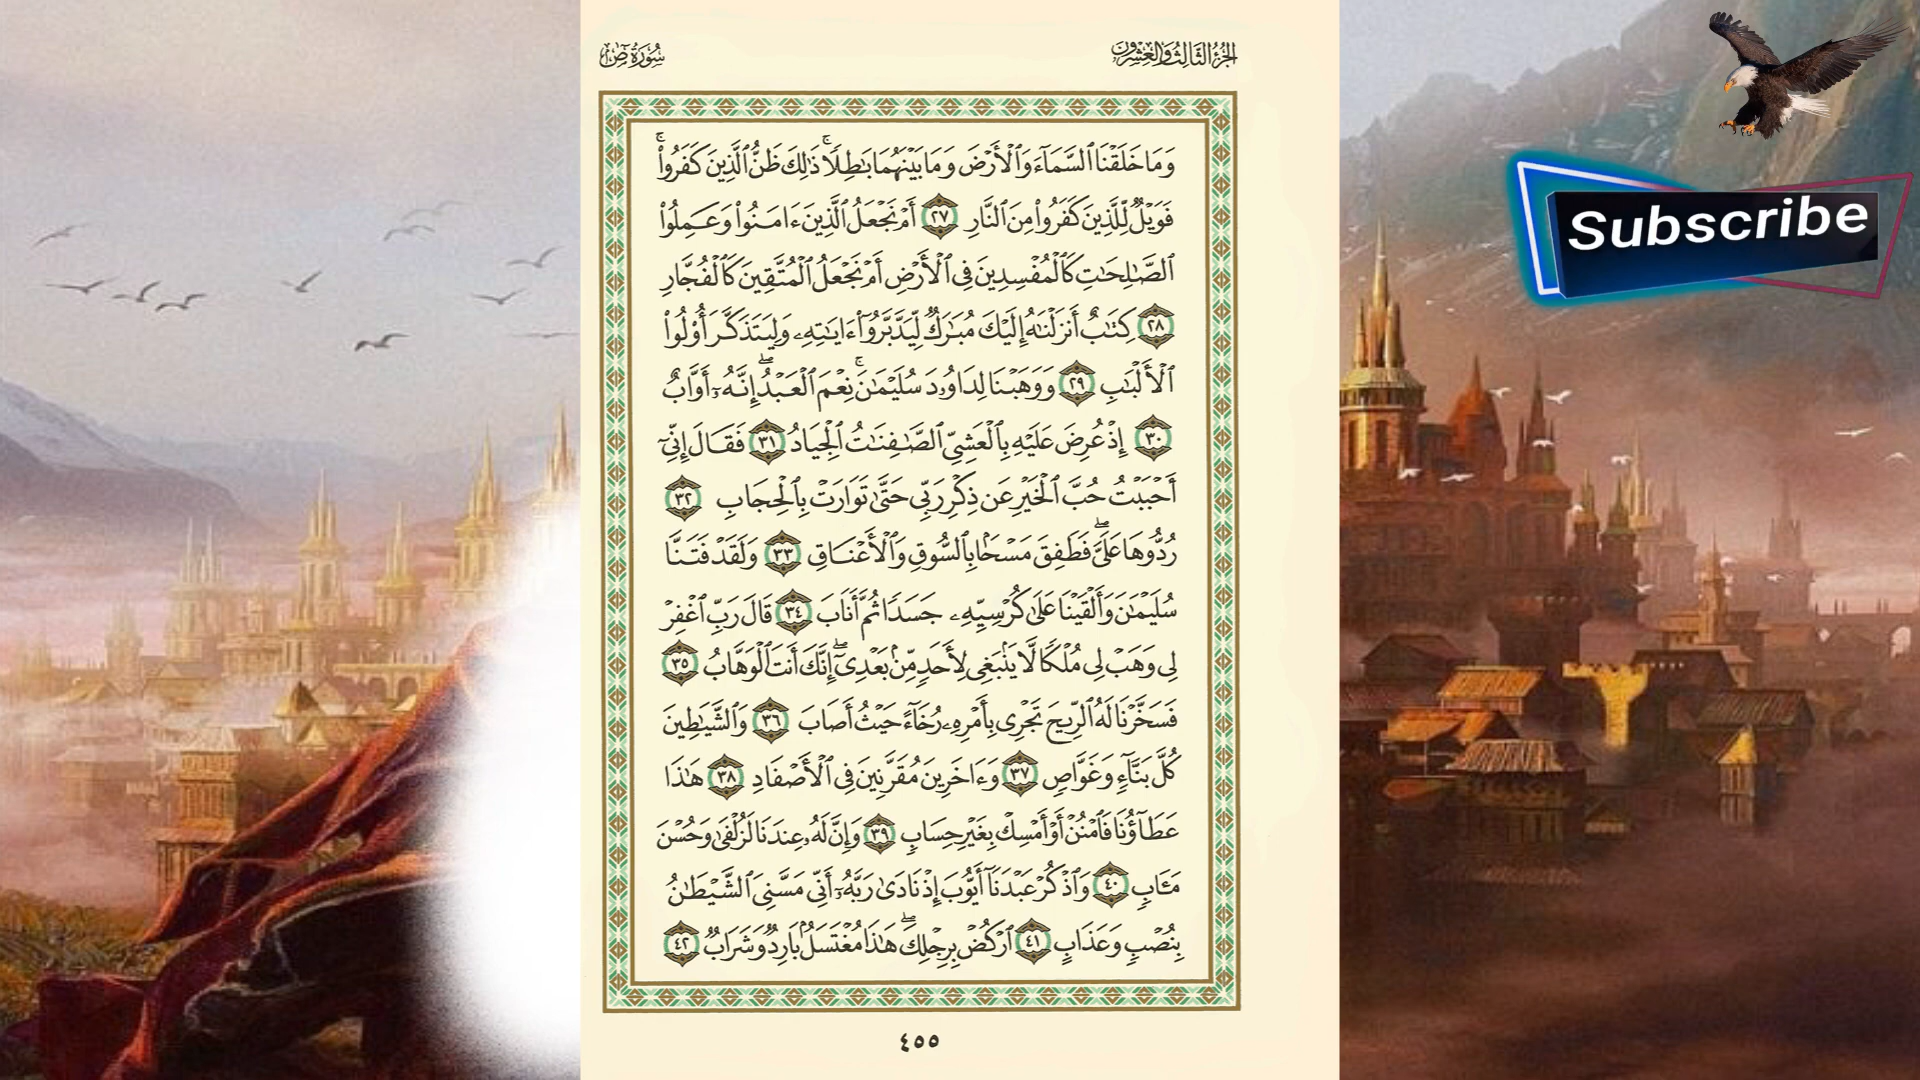 الجزء الثالث والعشرون
سورة ص
وَمَا خَلَقْنَا ٱلسَّمَآءَ وَٱلْأَرْضَ وَمَا بَيْنَهُمَا بَٰطِلًا ۚ ذَٰلِكَ ظَنُّ ٱلَّذِينَ كَفَرُوا۟ ۚ
فَوَيْلٌ لِّلَّذِينَ كَفَرُوا۟ مِنَ ٱلنَّارِ ٢٧ أَمْ نَجْعَلُ ٱلَّذِينَ ءَامَنُوا۟ وَعَمِلُوا۟
ٱلصَّٰلِحَٰتِ كَٱلْمُفْسِدِينَ فِى ٱلْأَرْضِ أَمْ نَجْعَلُ ٱلْمُتَّقِينَ كَٱلْفُجَّارِ
٢٨ كِتَٰبٌ أَنزَلْنَٰهُ إِلَيْكَ مُبَٰرَكٌ لِّيَدَّبَّرُوٓا۟ ءَايَٰتِهِۦ وَلِيَتَذَكَّرَ أُو۟لُوا۟
ٱلْأَلْبَٰبِ ٢٩ وَوَهَبْنَا لِدَاوُۥدَ سُلَيْمَٰنَ ۚ نِعْمَ ٱلْعَبْدُ ۖ إِنَّهُۥٓ أَوَّابٌ
٣٠ إِذْ عُرِضَ عَلَيْهِ بِٱلْعَشِىِّ ٱلصَّٰفِنَٰتُ ٱلْجِيَادُ ٣١ فَقَالَ إِنِّىٓ
أَحْبَبْتُ حُبَّ ٱلْخَيْرِ عَن ذِكْرِ رَبِّى حَتَّىٰ تَوَارَتْ بِٱلْحِجَابِ ٣٢
رُدُّوهَا عَلَىَّ ۖ فَطَفِقَ مَسْحًۢا بِٱلسُّوقِ وَٱلْأَعْنَاقِ ٣٣ وَلَقَدْ فَتَنَّا
سُلَيْمَٰنَ وَأَلْقَيْنَا عَلَىٰ كُرْسِيِّهِۦ جَسَدًا ثُمَّ أَنَابَ ٣٤ قَالَ رَبِّ ٱغْفِرْ
لِى وَهَبْ لِى مُلْكًا لَّا يَنۢبَغِى لِأَحَدٍ مِّنۢ بَعْدِىٓ ۖ إِنَّكَ أَنتَ ٱلْوَهَّابُ ٣٥
فَسَخَّرْنَا لَهُ ٱلرِّيحَ تَجْرِى بِأَمْرِهِۦ رُخَآءً حَيْثُ أَصَابَ ٣٦ وَٱلشَّيَٰطِينَ
كُلَّ بَنَّآءٍ وَغَوَّاصٍ ٣٧ وَءَاخَرِينَ مُقَرَّنِينَ فِى ٱلْأَصْفَادِ ٣٨ هَٰذَا
عَطَآؤُنَا فَٱمْنُنْ أَوْ أَمْسِكْ بِغَيْرِ حِسَابٍ ٣٩ وَإِنَّ لَهُۥ عِندَنَا لَزُلْفَىٰ وَحُسْنَ
مَـَٔابٍ ٤٠ وَٱذْكُرْ عَبْدَنَآ أَيُّوبَ إِذْ نَادَىٰ رَبَّهُۥٓ أَنِّى مَسَّنِىَ ٱلشَّيْطَٰنُ
بِنُصْبٍ وَعَذَابٍ ٤١ ٱرْكُضْ بِرِجْلِكَ ۖ هَٰذَا مُغْتَسَلٌۢ بَارِدٌ وَشَرَابٌ ٤٢
٤٥٥
Subscribe